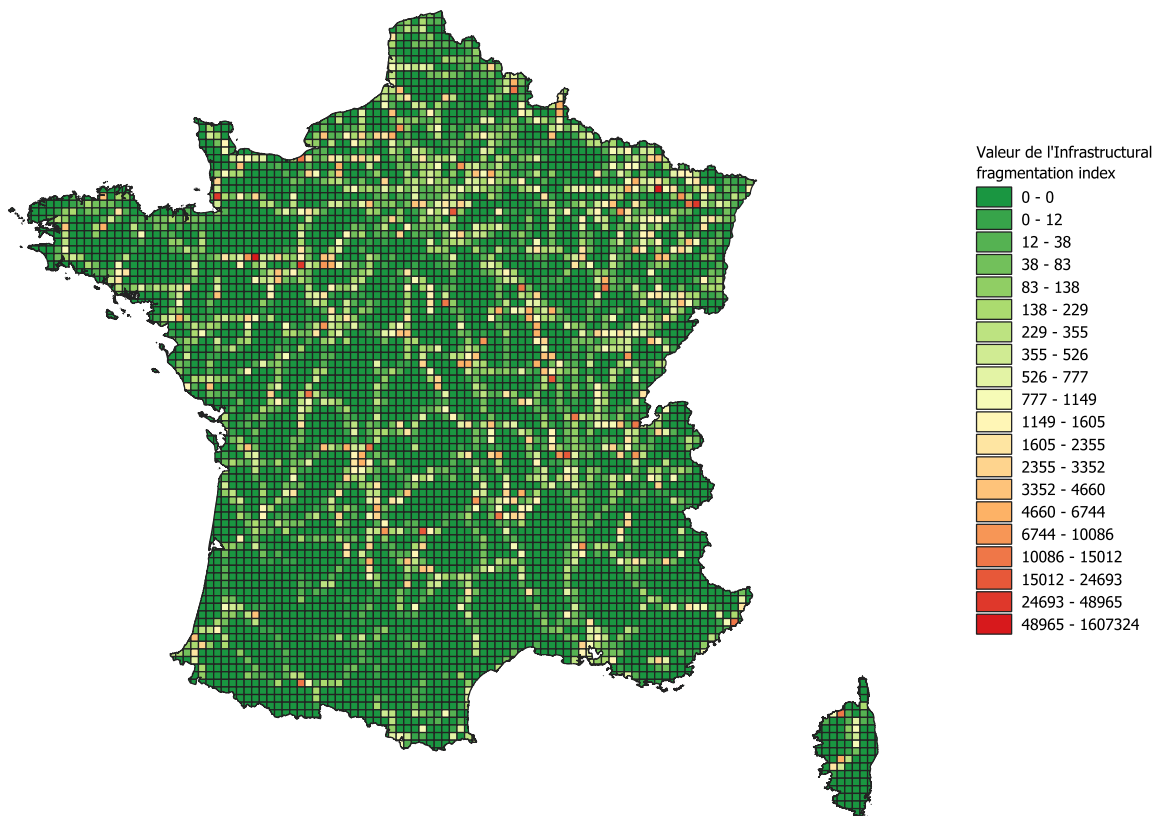 Valeur de l'Infrastructural
fragmentation index
0 - 0
0 - 12
12 - 38
38 - 83
83 - 138
138 - 229
229 - 355
355 - 526
526 - 777
777 - 1149
1149 - 1605
1605 - 2355
2355 - 3352
3352 - 4660
4660 - 6744
6744 - 10086
10086 - 15012
15012 - 24693
24693 - 48965
48965 - 1607324